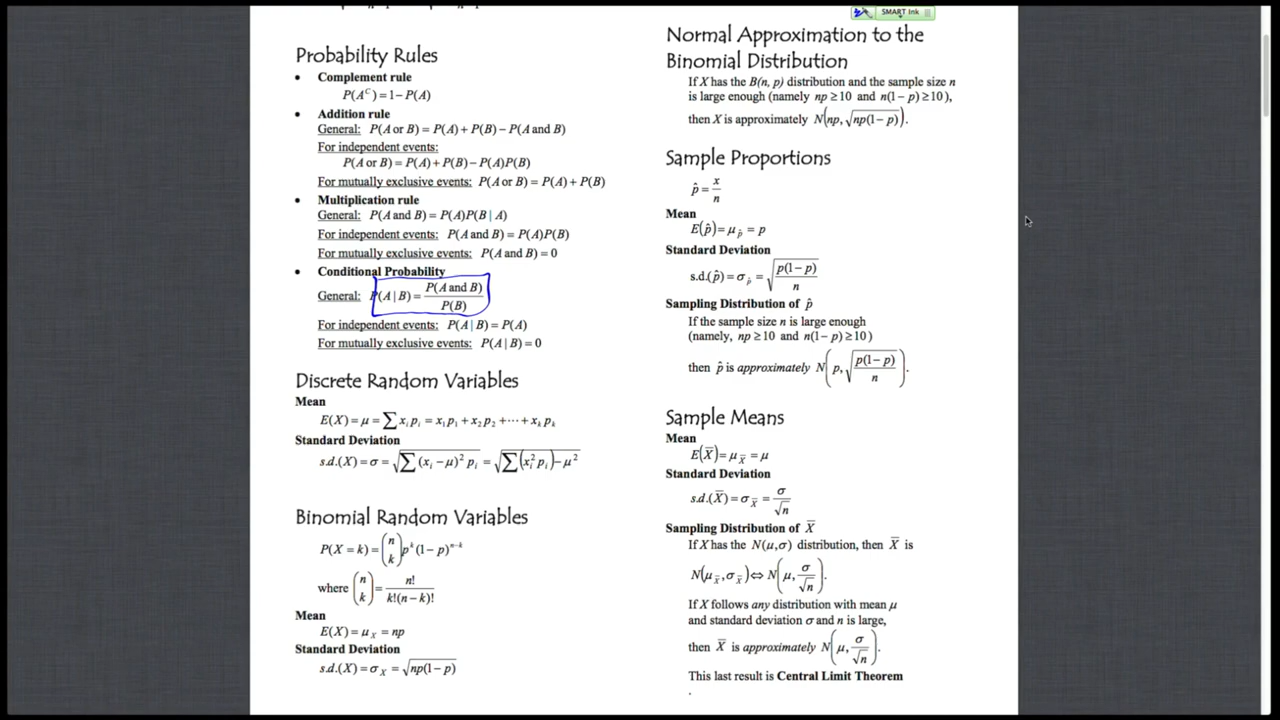 SMART Ink
Probability Rules
• Complement rule
P(A^C) = 1 − P(A)
• Addition rule
General: P(A or B) = P(A) + P(B) − P(A and B)
For independent events:
P(A or B) = P(A) + P(B) − P(A)P(B)
For mutually exclusive events: P(A or B) = P(A) + P(B)
• Multiplication rule
General: P(A and B) = P(A)P(B | A)
For independent events: P(A and B) = P(A)P(B)
For mutually exclusive events: P(A and B) = 0
• Conditional Probability
General: P(A | B) = P(A and B) / P(B)
For independent events: P(A | B) = P(A)
For mutually exclusive events: P(A | B) = 0
Discrete Random Variables
Mean
E(X) = μ = ∑ x_i p_i = x_1 p_1 + x_2 p_2 + ⋯ + x_k p_k
Standard Deviation
s.d.(X) = σ = √(∑ (x_i − μ)² p_i) = √(∑ (x_i² p_i) − μ²)
Binomial Random Variables
P(X = k) = (n k) p^k (1 − p)^(n−k)
where (n k) = n! / k!(n − k)!
Mean
E(X) = μ_X = np
Standard Deviation
s.d.(X) = σ_X = √(np(1 − p))
Normal Approximation to the
Binomial Distribution
If X has the B(n, p) distribution and the sample size n
is large enough (namely np ≥ 10 and n(1 − p) ≥ 10),
then X is approximately N(np, √(np(1 − p))).
Sample Proportions
p̂ = x / n
Mean
E(p̂) = μ_p̂ = p
Standard Deviation
s.d.(p̂) = σ_p̂ = √(p(1 − p) / n)
Sampling Distribution of p̂
If the sample size n is large enough
(namely, np ≥ 10 and n(1 − p) ≥ 10)
then p̂ is approximately N(p, √(p(1 − p) / n)).
Sample Means
Mean
E(X̄) = μ_X̄ = μ
Standard Deviation
s.d.(X̄) = σ_X̄ = σ / √n
Sampling Distribution of X̄
If X has the N(μ, σ) distribution, then X̄ is
N(μ_X̄, σ_X̄) ⇔ N(μ, σ / √n).
If X follows any distribution with mean μ
and standard deviation σ and n is large,
then X̄ is approximately N(μ, σ / √n).
This last result is Central Limit Theorem
.